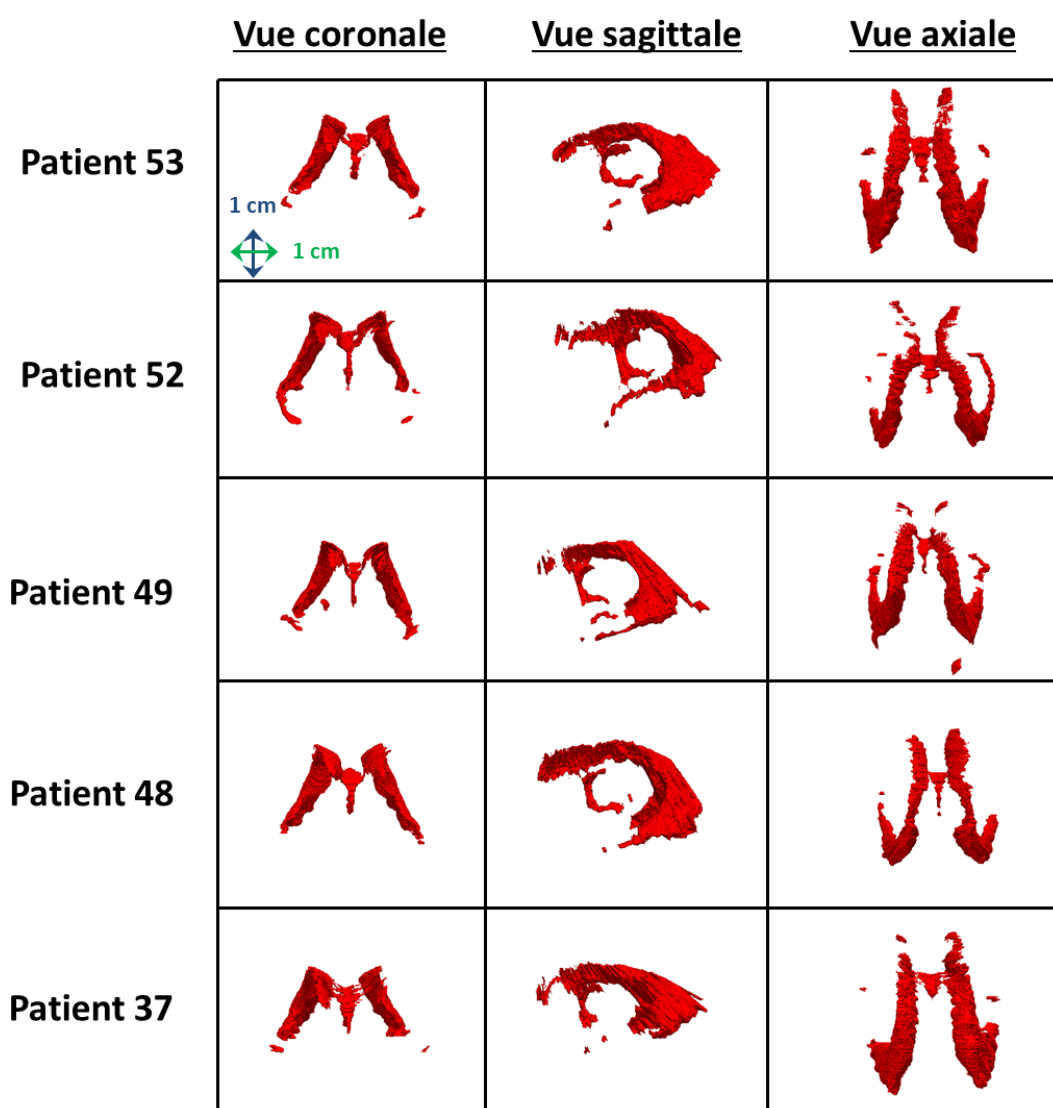 Vue coronale Vue sagittale Vue axiale
Patient 53
1 cm
1 cm
Patient 52
Patient 49
Patient 48
Patient 37